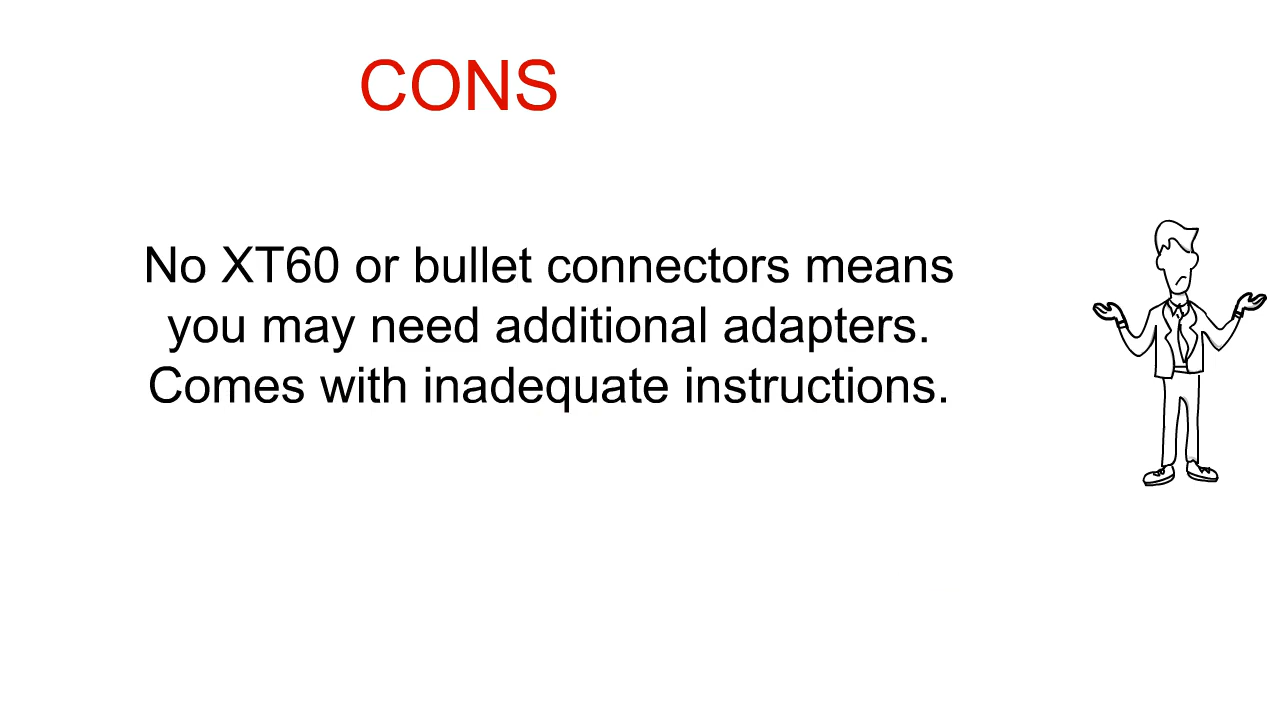 CONS
No XT60 or bullet connectors means
you may need additional adapters.
Comes with inadequate instructions.